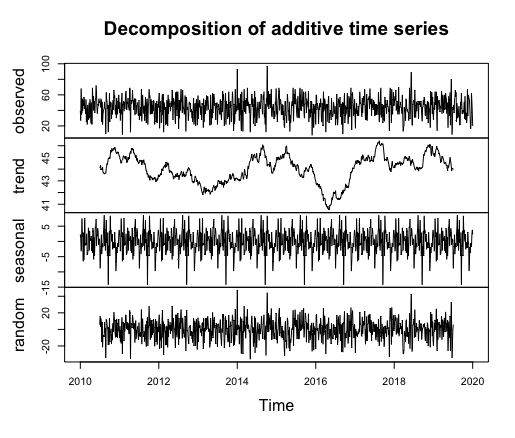 Decomposition of additive time series
observed
20 60 100
trend
41 43 45
seasonal
-15 -5 5
random
-20 20
2010 2012 2014 2016 2018 2020
Time